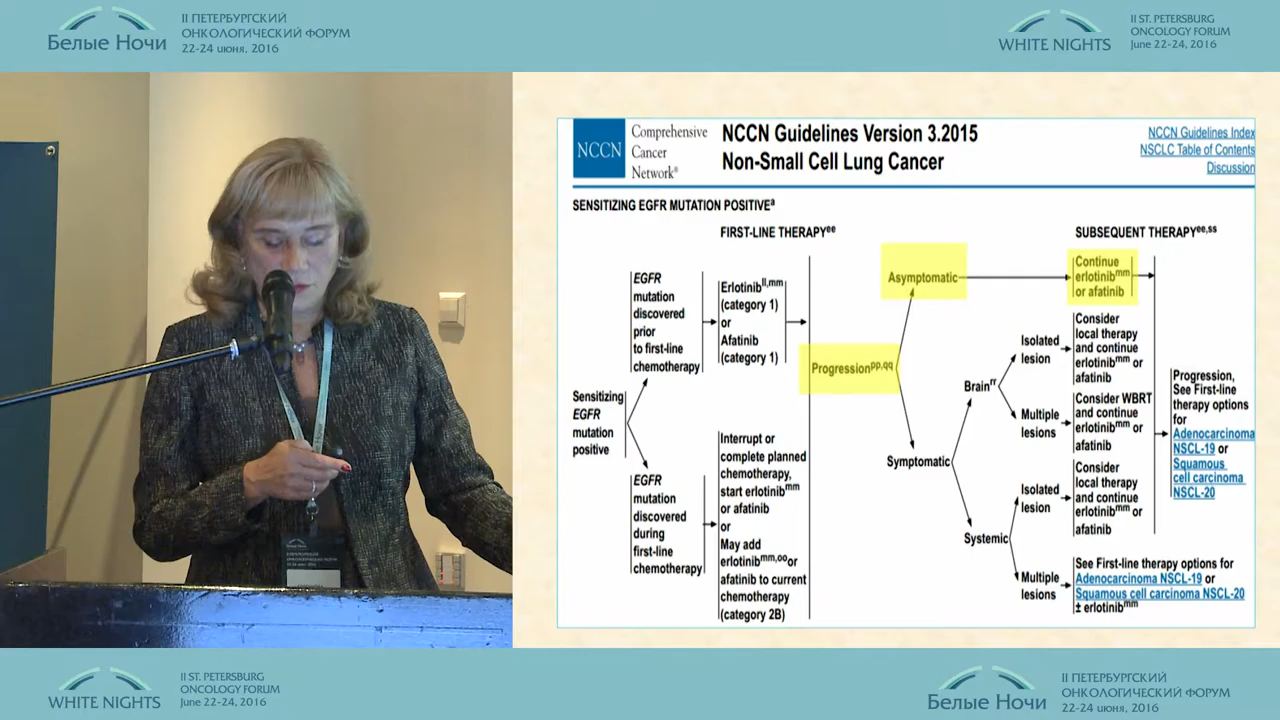 II ПЕТЕРБУРГСКИЙ
ОНКОЛОГИЧЕСКИЙ ФОРУМ
22-24 июня, 2016
Белые Ночи
II ST. PETERSBURG
ONCOLOGY FORUM
June 22-24, 2016
WHITE NIGHTS
NCCN
Comprehensive
Cancer
Network®
NCCN Guidelines Version 3.2015
Non-Small Cell Lung Cancer
NCCN Guidelines Index
NSCLC Table of Contents
Discussion
SENSITIZING EGFR MUTATION POSITIVEᵃ
FIRST-LINE THERAPYᵉᵉ
SUBSEQUENT THERAPYᵉᵉ,ˢˢ
Sensitizing
EGFR
mutation
positive
EGFR
mutation
discovered
prior
to first-line
chemotherapy
Erlotinibˡˡ,ᵐᵐ
(category 1)
or
Afatinib
(category 1)
EGFR
mutation
discovered
during
first-line
chemotherapy
Interrupt or
complete planned
chemotherapy,
start erlotinibᵐᵐ
or afatinib
or
May add
erlotinibᵐᵐ,ᵒᵒor
afatinib to current
chemotherapy
(category 2B)
Progressionᵖᵖ,qq
Asymptomatic
Continue
erlotinibᵐᵐ
or afatinib
Symptomatic
Brainʳʳ
Isolated
lesion
Consider
local therapy
and continue
erlotinibᵐᵐ or
afatinib
Multiple
lesions
Consider WBRT
and continue
erlotinibᵐᵐ or
afatinib
Systemic
Isolated
lesion
Consider
local therapy
and continue
erlotinibᵐᵐ or
afatinib
Multiple
lesions
See First-line therapy options for
Adenocarcinoma NSCL-19 or
Squamous cell carcinoma NSCL-20
± erlotinibᵐᵐ
Progression,
See First-line
therapy options
for
Adenocarcinoma
NSCL-19 or
Squamous
cell carcinoma
NSCL-20
Белые Ночи
WHITE NIGHTS
II ST. PETERSBURG
ONCOLOGY FORUM
June 22-24, 2016
Белые Ночи
II ПЕТЕРБУРГСКИЙ
ОНКОЛОГИЧЕСКИЙ ФОРУМ
22-24 июня, 2016